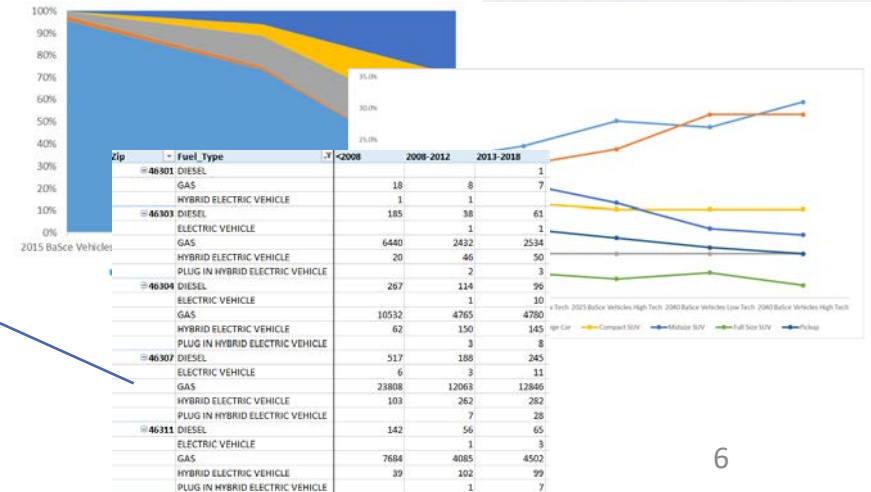 100%
90%
80%
70%
60%
50%
40%
30%
20%
10%
0%
2015 BaSce Vehicles
35.0%
30.0%
25.0%
Zip Fuel_Type <2008 2008-2012 2013-2018
46301 DIESEL 1
GAS 18 8 7
HYBRID ELECTRIC VEHICLE 1 1
46303 DIESEL 185 38 61
ELECTRIC VEHICLE 1 1
GAS 6440 2432 2534
HYBRID ELECTRIC VEHICLE 20 46 50
PLUG IN HYBRID ELECTRIC VEHICLE 2 3
46304 DIESEL 267 114 96
ELECTRIC VEHICLE 1 10
GAS 10532 4765 4780
HYBRID ELECTRIC VEHICLE 62 150 145
PLUG IN HYBRID ELECTRIC VEHICLE 3 8
46307 DIESEL 517 188 245
ELECTRIC VEHICLE 6 3 11
GAS 23808 12063 12846
HYBRID ELECTRIC VEHICLE 103 262 282
PLUG IN HYBRID ELECTRIC VEHICLE 7 28
46311 DIESEL 142 56 65
ELECTRIC VEHICLE 1 3
GAS 7684 4085 4502
HYBRID ELECTRIC VEHICLE 39 102 99
PLUG IN HYBRID ELECTRIC VEHICLE 1 7
Tech 2025 BaSce Vehicles High Tech 2040 BaSce Vehicles Low Tech 2040 BaSce Vehicles High Tech
Car Compact SUV Midsize SUV Full Size SUV Pickup
6